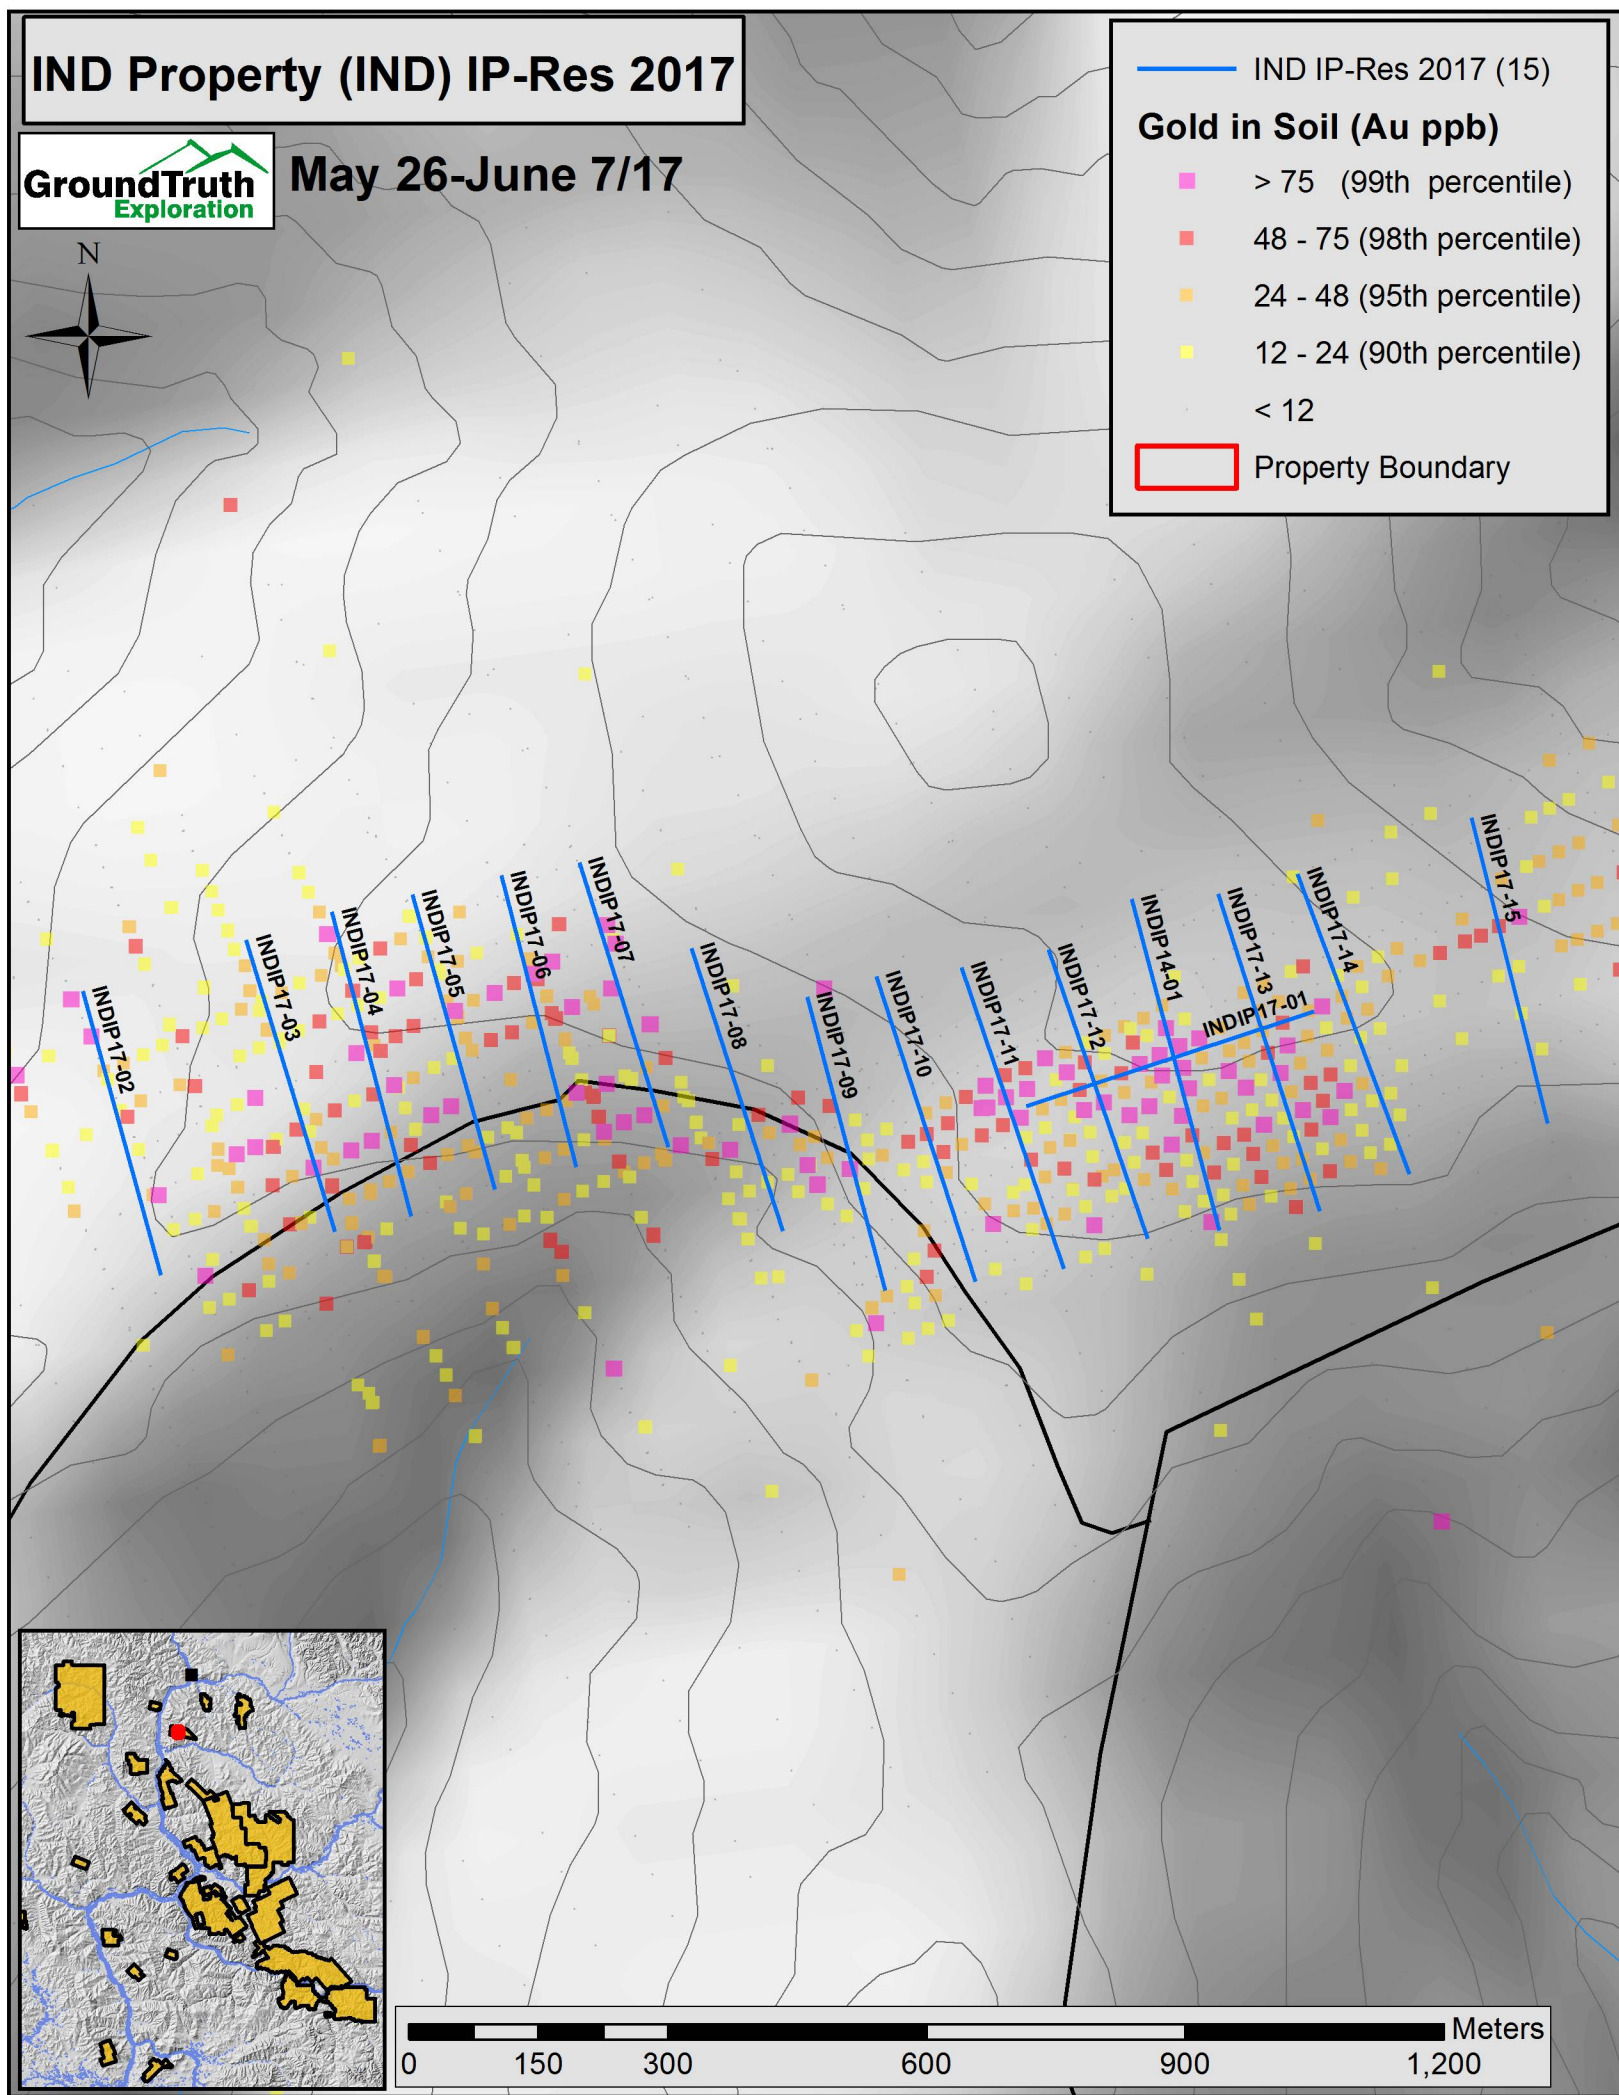 IND Property (IND) IP-Res 2017
GroundTruth
Exploration
May 26-June 7/17
N
IND IP-Res 2017 (15)
Gold in Soil (Au ppb)
> 75 (99th percentile)
48 - 75 (98th percentile)
24 - 48 (95th percentile)
12 - 24 (90th percentile)
< 12
Property Boundary
INDIP17-02
INDIP17-03
INDIP17-04
INDIP17-05
INDIP17-06
INDIP17-07
INDIP17-08
INDIP17-09
INDIP17-10
INDIP17-11
INDIP17-12
INDIP14-01
INDIP17-13
INDIP17-01
INDIP17-14
INDIP17-15
Meters
0 150 300 600 900 1,200